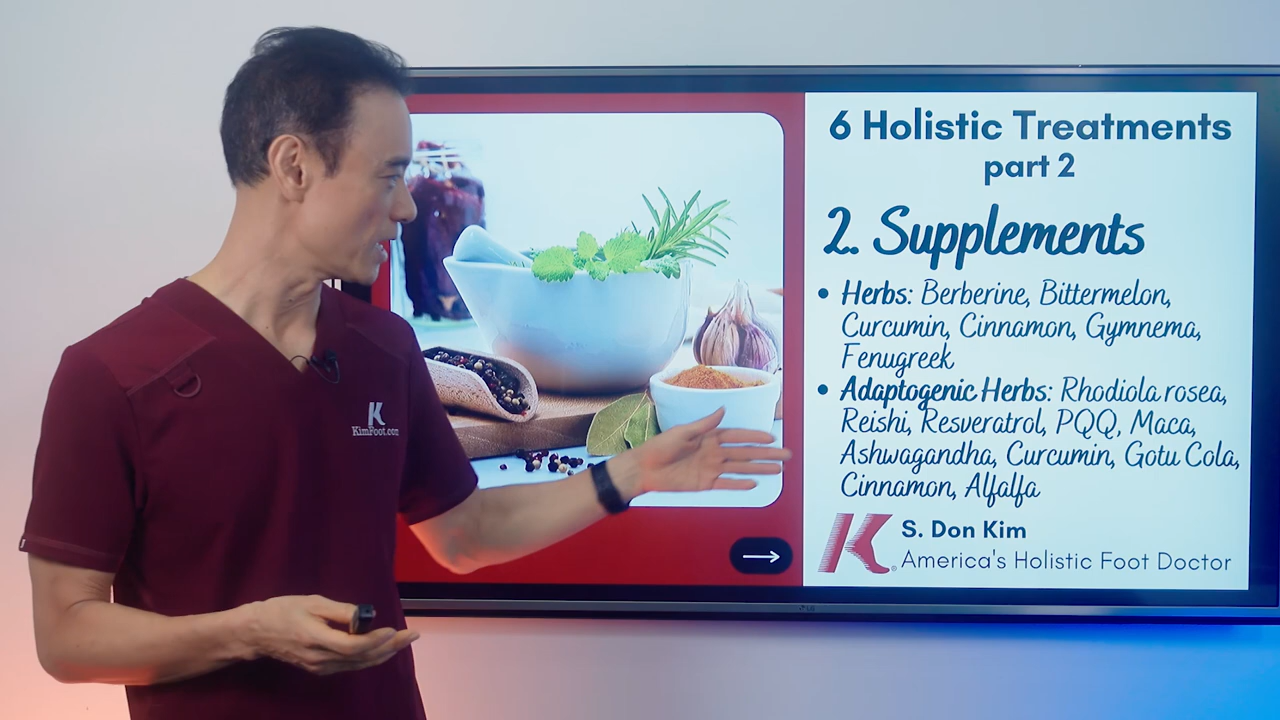 6 Holistic Treatments
part 2
2. Supplements
• Herbs: Berberine, Bittermelon,
Curcumin, Cinnamon, Gymnema,
Fenugreek
• Adaptogenic Herbs: Rhodiola rosea,
Reishi, Resveratrol, PQQ, Maca,
Ashwagandha, Curcumin, Gotu Cola,
Cinnamon, Alfalfa
K
S. Don Kim
America's Holistic Foot Doctor
K
KimFoot.com
LG